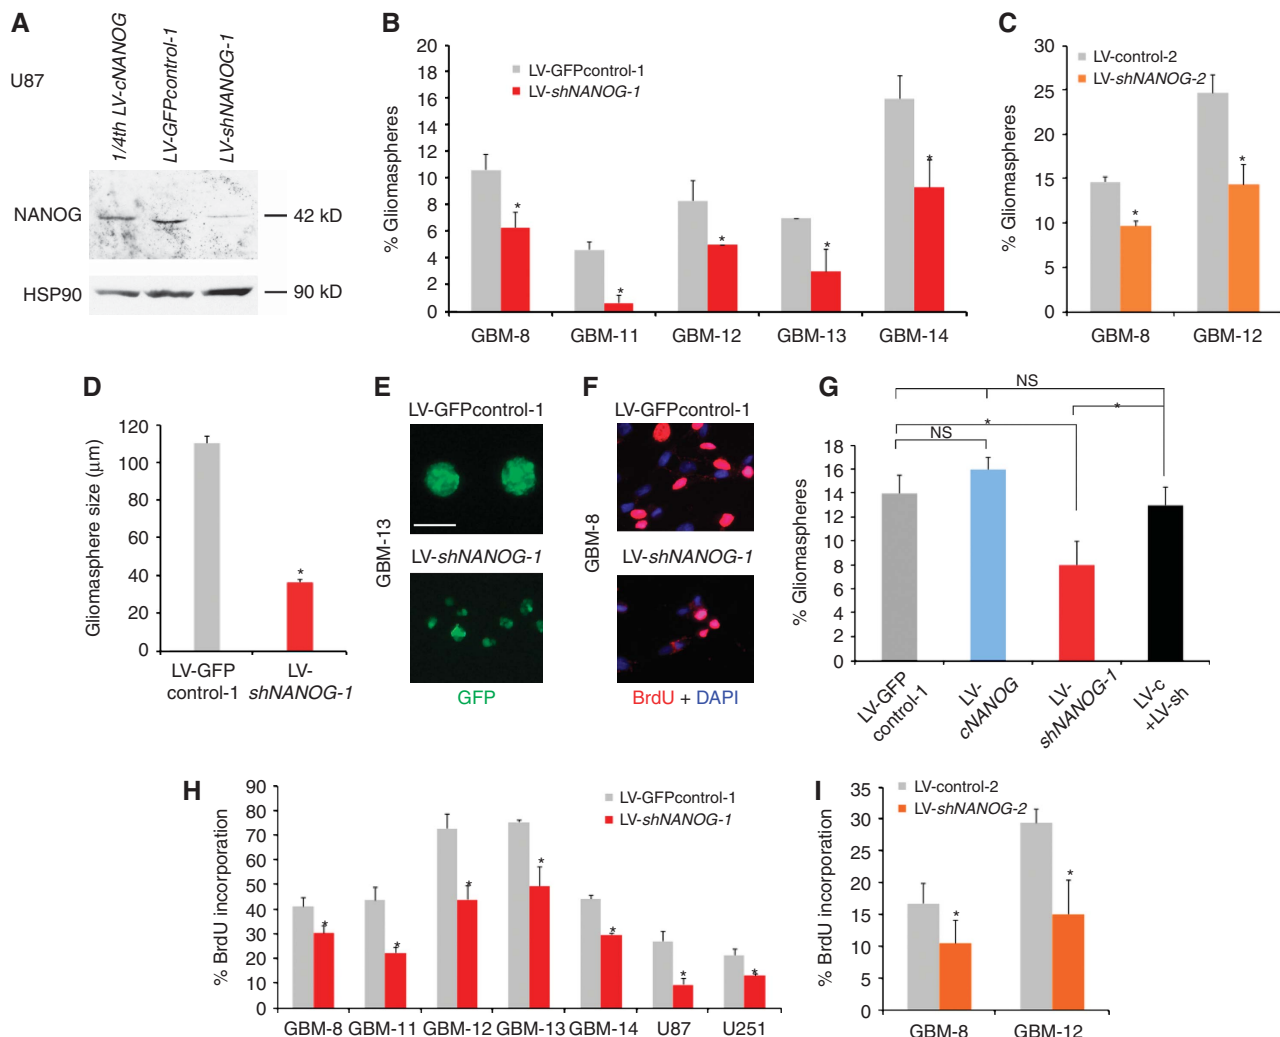 A
U87
1/4th LV-cNANOG
LV-GFPcontrol-1
LV-shNANOG-1
NANOG
42 kD
HSP90
90 kD
B
% Gliomaspheres
20
18
16
14
12
10
8
6
4
2
0
LV-GFPcontrol-1
LV-shNANOG-1
*
*
*
*
*
GBM-8
GBM-11
GBM-12
GBM-13
GBM-14
C
% Gliomaspheres
30
25
20
15
10
5
0
LV-control-2
LV-shNANOG-2
*
*
GBM-8
GBM-12
D
Gliomasphere size (μm)
120
100
80
60
40
20
0
*
LV-GFP
control-1
LV-
shNANOG-1
E
LV-GFPcontrol-1
GBM-13
LV-shNANOG-1
GFP
F
LV-GFPcontrol-1
GBM-8
LV-shNANOG-1
BrdU + DAPI
G
NS
*
*
NS
% Gliomaspheres
18
16
14
12
10
8
6
4
2
0
LV-GFP
control-1
LV-
cNANOG
LV-
shNANOG-1
LV-c
+LV-sh
H
% BrdU incorporation
90
80
70
60
50
40
30
20
10
0
LV-GFPcontrol-1
LV-shNANOG-1
*
*
*
*
*
*
*
GBM-8
GBM-11
GBM-12
GBM-13
GBM-14
U87
U251
I
% BrdU incorporation
35
30
25
20
15
10
5
0
LV-control-2
LV-shNANOG-2
*
*
GBM-8
GBM-12